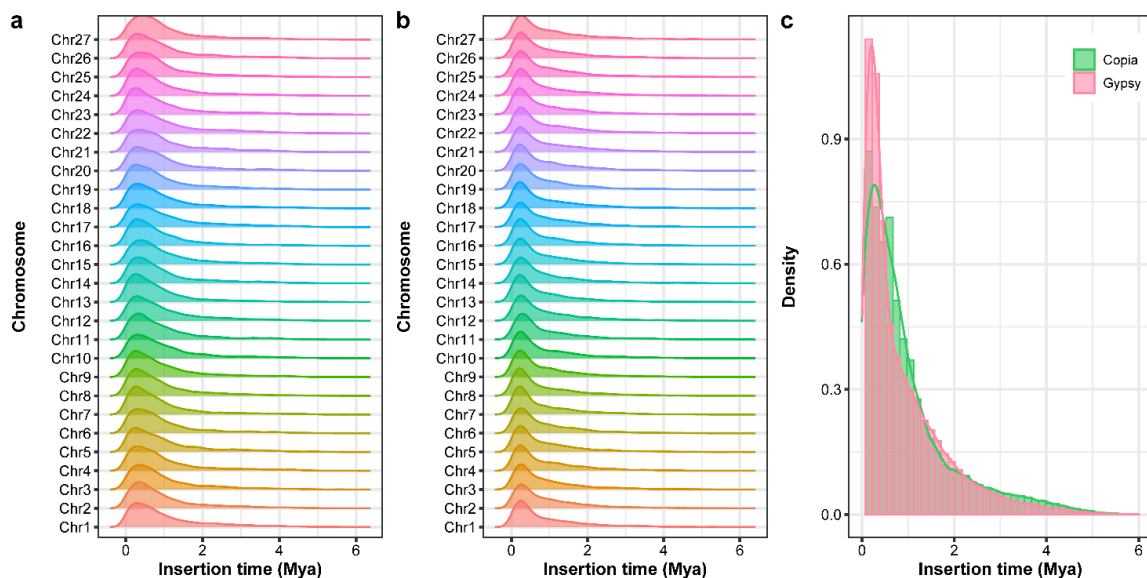 a
Chromosome
Chr27
Chr26
Chr25
Chr24
Chr23
Chr22
Chr21
Chr20
Chr19
Chr18
Chr17
Chr16
Chr15
Chr14
Chr13
Chr12
Chr11
Chr10
Chr9
Chr8
Chr7
Chr6
Chr5
Chr4
Chr3
Chr2
Chr1
0 2 4 6
Insertion time (Mya)
b
Chromosome
Chr27
Chr26
Chr25
Chr24
Chr23
Chr22
Chr21
Chr20
Chr19
Chr18
Chr17
Chr16
Chr15
Chr14
Chr13
Chr12
Chr11
Chr10
Chr9
Chr8
Chr7
Chr6
Chr5
Chr4
Chr3
Chr2
Chr1
0 2 4 6
Insertion time (Mya)
c
Copia
Gypsy
Density
0.9
0.6
0.3
0.0
0 2 4 6
Insertion time (Mya)